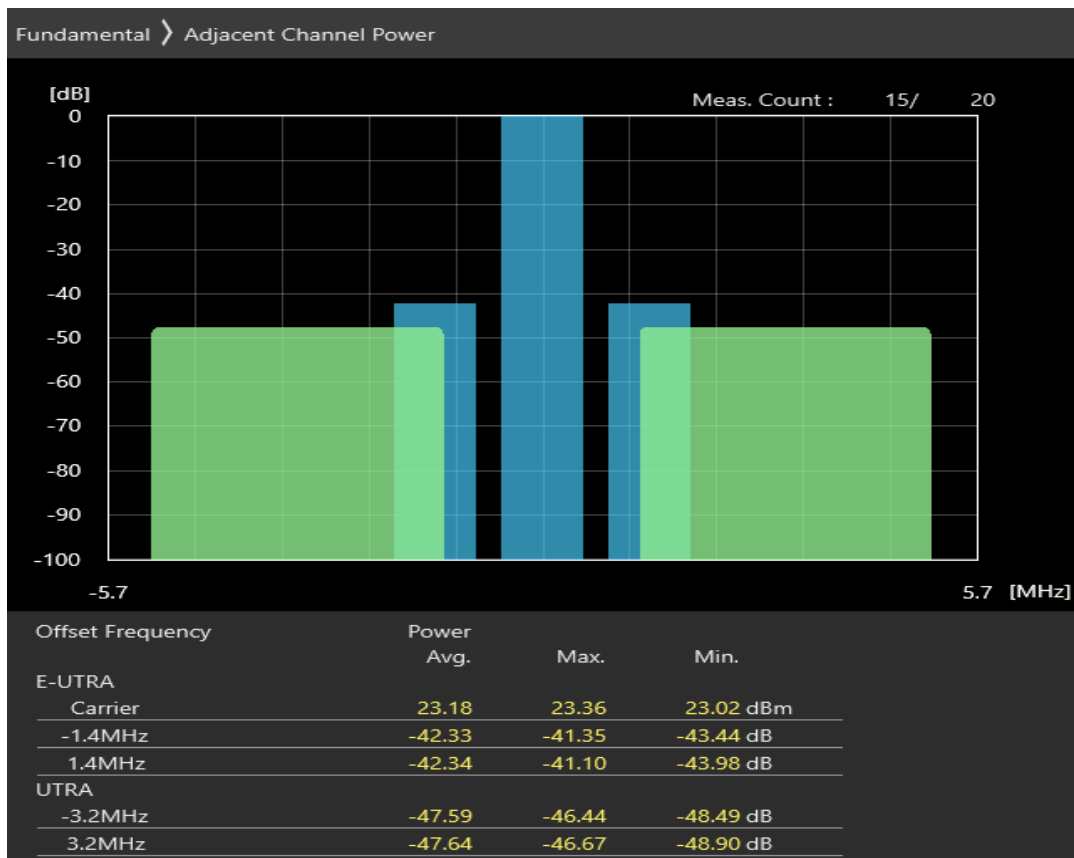 Fundamental 〉 Adjacent Channel Power
[dB]
Meas. Count : 15/ 20
0
-10
-20
-30
-40
-50
-60
-70
-80
-90
-100
-5.7 5.7 [MHz]
Offset Frequency Power
Avg. Max. Min.
E-UTRA
Carrier 23.18 23.36 23.02 dBm
-1.4MHz -42.33 -41.35 -43.44 dB
1.4MHz -42.34 -41.10 -43.98 dB
UTRA
-3.2MHz -47.59 -46.44 -48.49 dB
3.2MHz -47.64 -46.67 -48.90 dB